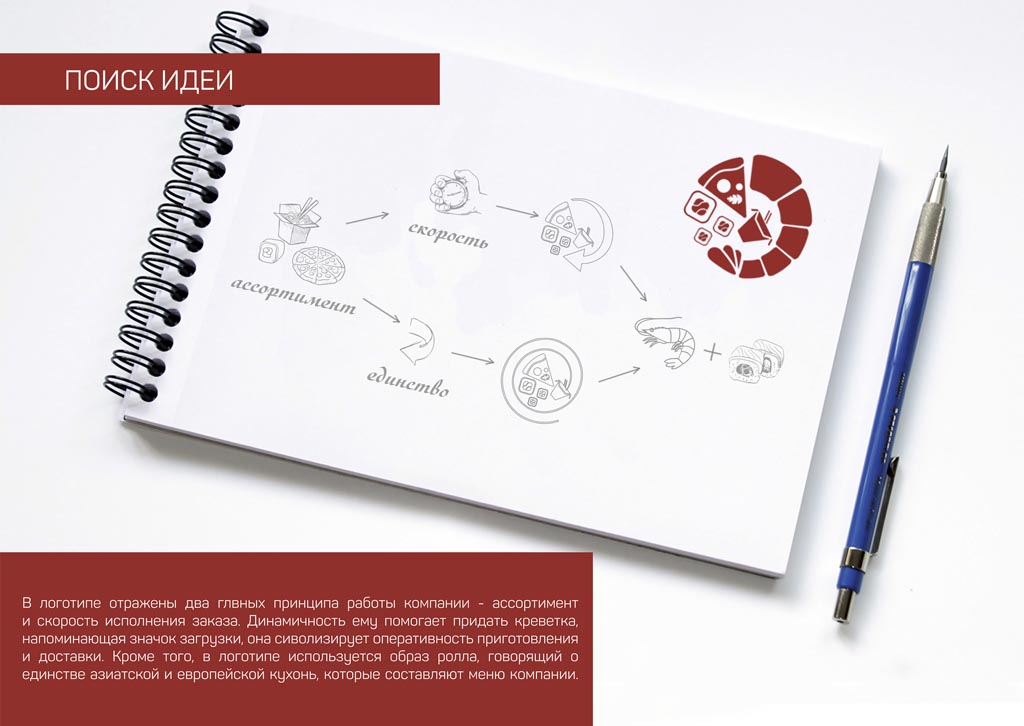 ПОИСК ИДЕИ
скорость
ассортимент
единство
В логотипе отражены два глвных принципа работы компании - ассортимент
и скорость исполнения заказа. Динамичность ему помогает придать креветка,
напоминающая значок загрузки, она сиволизирует оперативность приготовления
и доставки. Кроме того, в логотипе используется образ ролла, говорящий о
единстве азиатской и европейской кухонь, которые составляют меню компании.